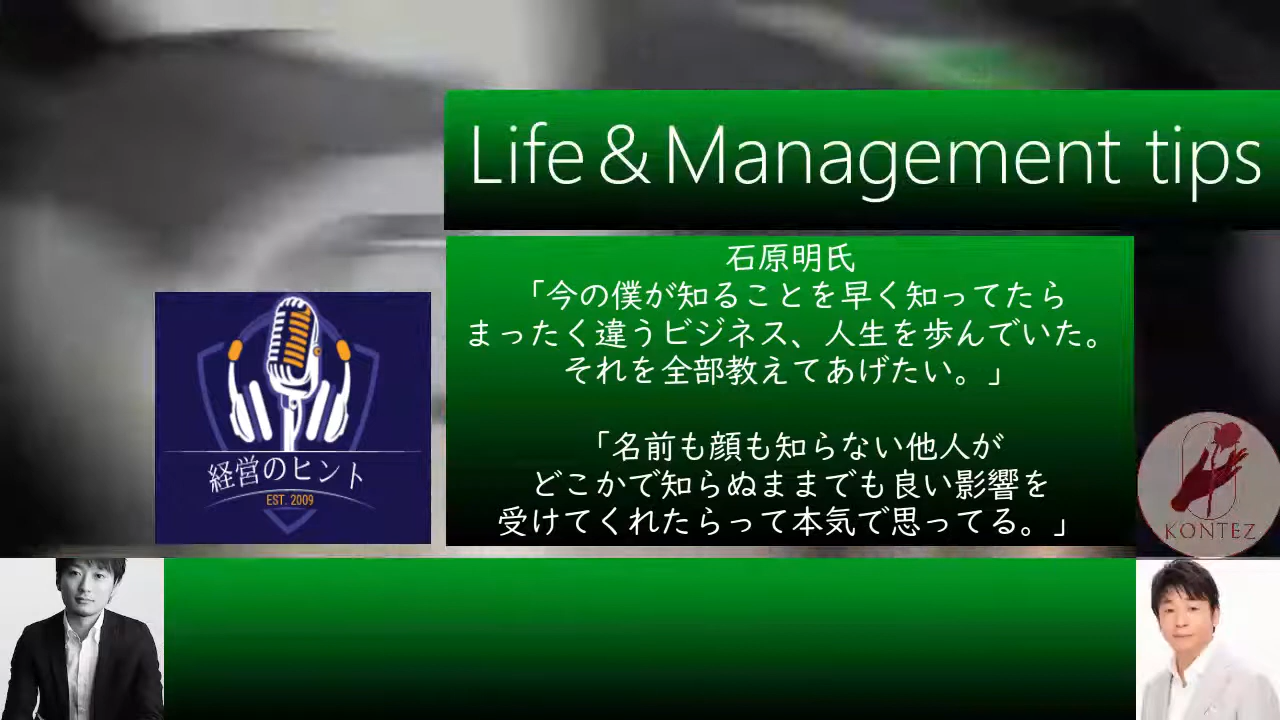 Life＆Management tips
石原明氏
「今の僕が知ることを早く知ってたら
まったく違うビジネス、人生を歩んでいた。
それを全部教えてあげたい。」
「名前も顔も知らない他人が
どこかで知らぬままでも良い影響を
受けてくれたらって本気で思ってる。」
経営のヒント
EST. 2009
KONTEZ